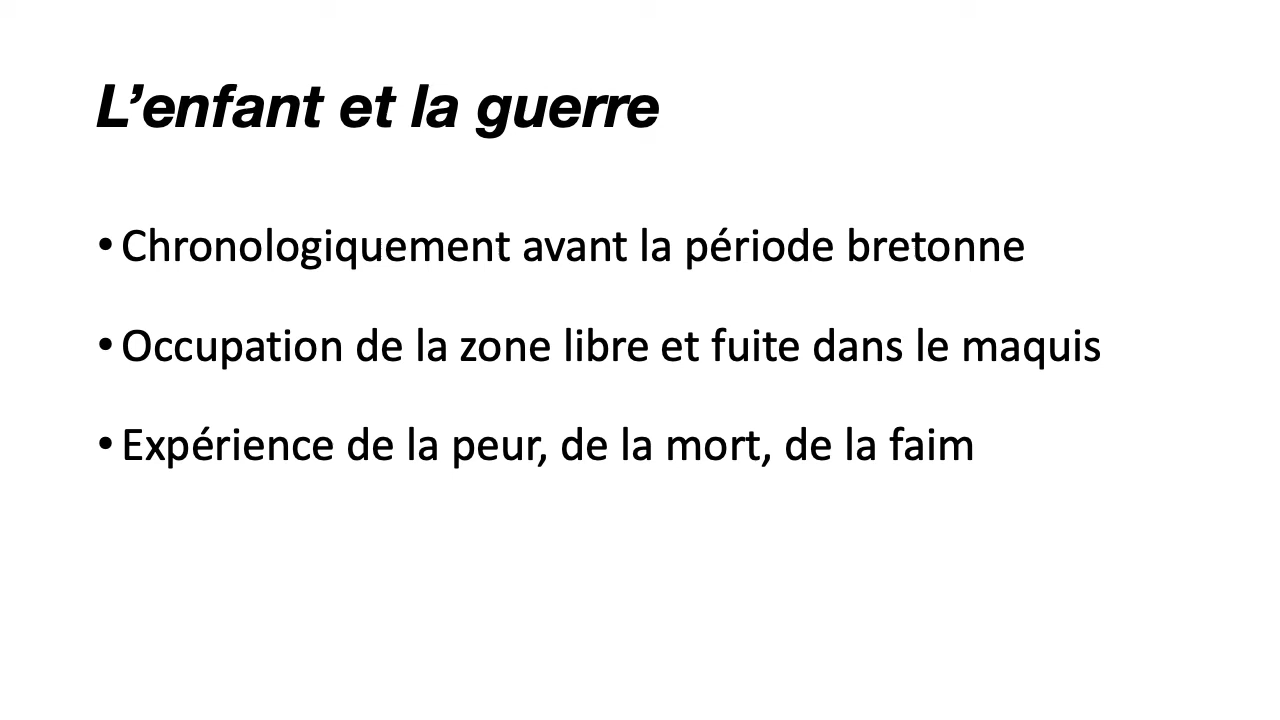 L’enfant et la guerre
• Chronologiquement avant la période bretonne
• Occupation de la zone libre et fuite dans le maquis
• Expérience de la peur, de la mort, de la faim